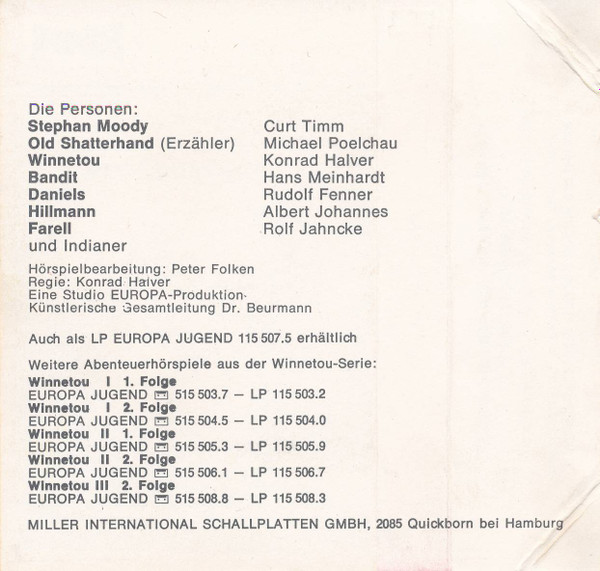 Die Personen:
Stephan Moody Curt Timm
Old Shatterhand (Erzähler) Michael Poelchau
Winnetou Konrad Halver
Bandit Hans Meinhardt
Daniels Rudolf Fenner
Hillmann Albert Johannes
Farell Rolf Jahncke
und Indianer
Hörspielbearbeitung: Peter Folken
Regie: Konrad Halver
Eine Studio EUROPA-Produktion
Künstlerische Gesamtleitung Dr. Beurmann
Auch als LP EUROPA JUGEND 115 507.5 erhältlich
Weitere Abenteuerhörspiele aus der Winnetou-Serie:
Winnetou I 1. Folge
EUROPA JUGEND 515 503.7 — LP 115 503.2
Winnetou I 2. Folge
EUROPA JUGEND 515 504.5 — LP 115 504.0
Winnetou II 1. Folge
EUROPA JUGEND 515 505.3 — LP 115 505.9
Winnetou II 2. Folge
EUROPA JUGEND 515 506.1 — LP 115 506.7
Winnetou III 2. Folge
EUROPA JUGEND 515 508.8 — LP 115 508.3
MILLER INTERNATIONAL SCHALLPLATTEN GMBH, 2085 Quickborn bei Hamburg